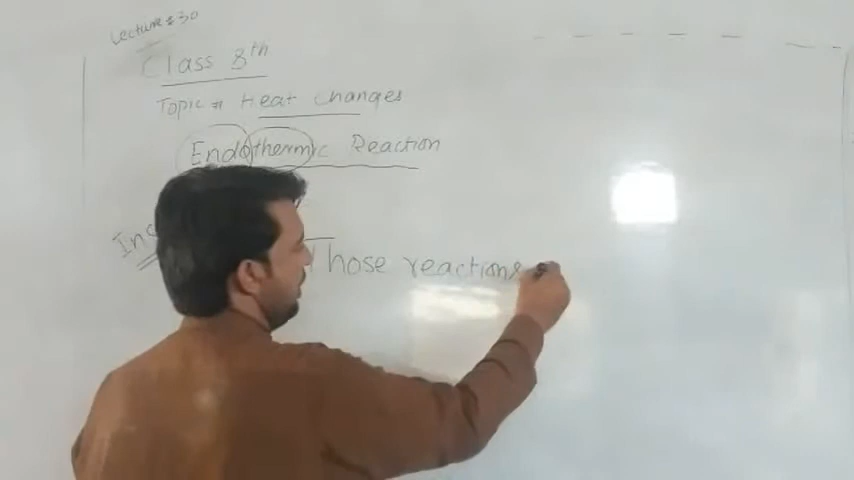 Lecture # 30
Class 8th
Topic # Heat Changes
Endothermic Reaction
Those reactions